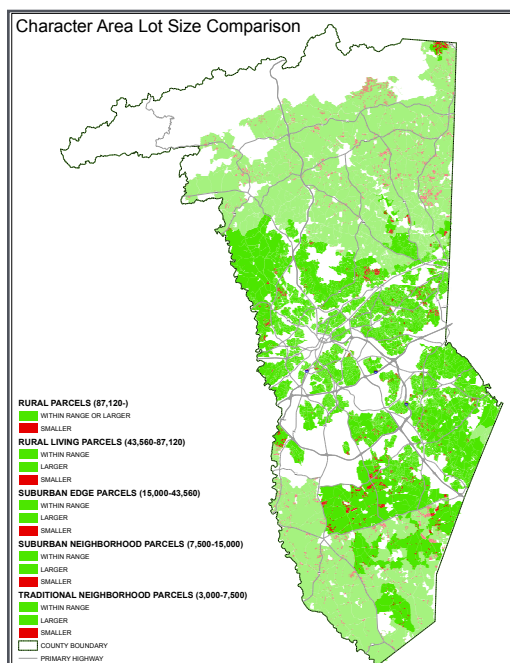 Character Area Lot Size Comparison
RURAL PARCELS (87,120-)
WITHIN RANGE OR LARGER
SMALLER
RURAL LIVING PARCELS (43,560-87,120)
WITHIN RANGE
LARGER
SMALLER
SUBURBAN EDGE PARCELS (15,000-43,560)
WITHIN RANGE
LARGER
SMALLER
SUBURBAN NEIGHBORHOOD PARCELS (7,500-15,000)
WITHIN RANGE
LARGER
SMALLER
TRADITIONAL NEIGHBORHOOD PARCELS (3,000-7,500)
WITHIN RANGE
LARGER
SMALLER
COUNTY BOUNDARY
PRIMARY HIGHWAY